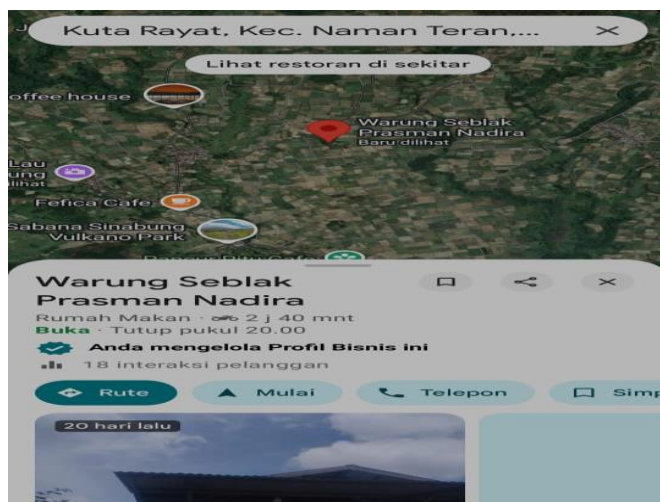 Kuta Rayat, Kec. Naman Teran,...
Lihat restoran di sekitar
offee house
Warung Seblak
Prasman Nadira
Baru dilihat
Lau
ung
ilihat
Fefica Cafe
Sabana Sinabung
Vulkano Park
Warung Seblak
Prasman Nadira
Rumah Makan · 2 j 40 mnt
Buka · Tutup pukul 20.00
Anda mengelola Profil Bisnis ini
18 interaksi pelanggan
Rute
Mulai
Telepon
Simp
20 hari lalu